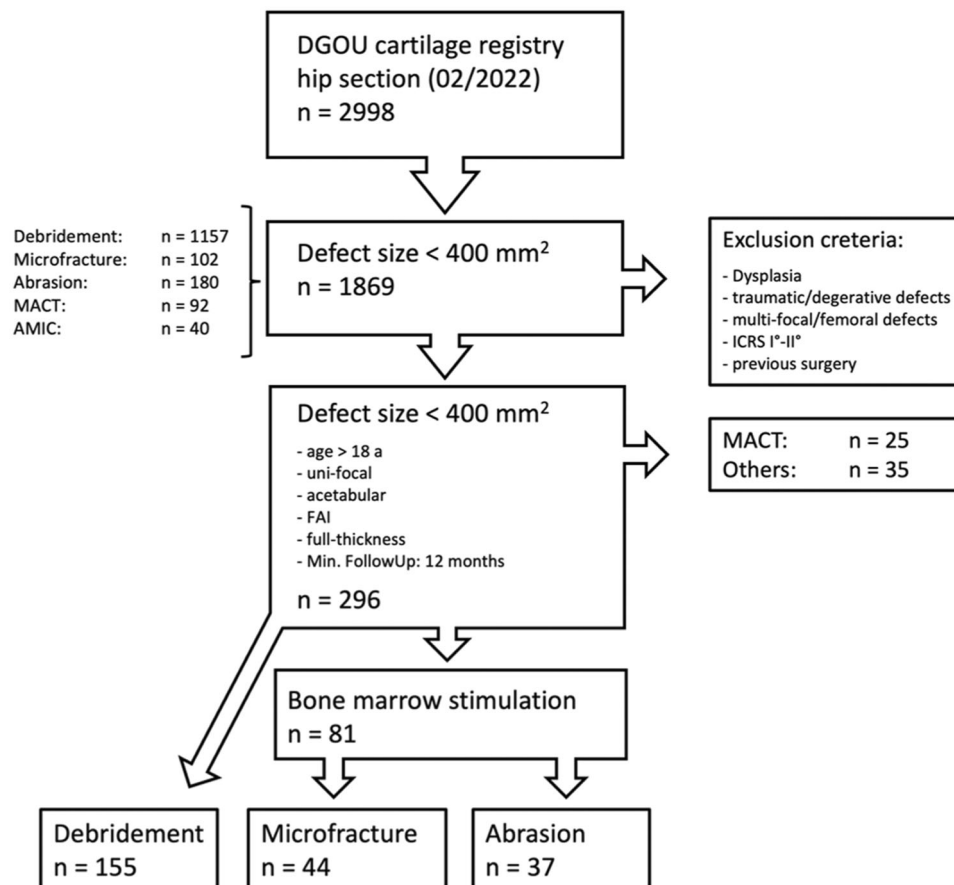 DGOU cartilage registry
hip section (02/2022)
n = 2998
Debridement: n = 1157
Microfracture: n = 102
Abrasion: n = 180
MACT: n = 92
AMIC: n = 40
Defect size < 400 mm²
n = 1869
Exclusion creteria:
- Dysplasia
- traumatic/degerative defects
- multi-focal/femoral defects
- ICRS I°-II°
- previous surgery
Defect size < 400 mm²
- age > 18 a
- uni-focal
- acetabular
- FAI
- full-thickness
- Min. FollowUp: 12 months
n = 296
MACT: n = 25
Others: n = 35
Bone marrow stimulation
n = 81
Debridement
n = 155
Microfracture
n = 44
Abrasion
n = 37